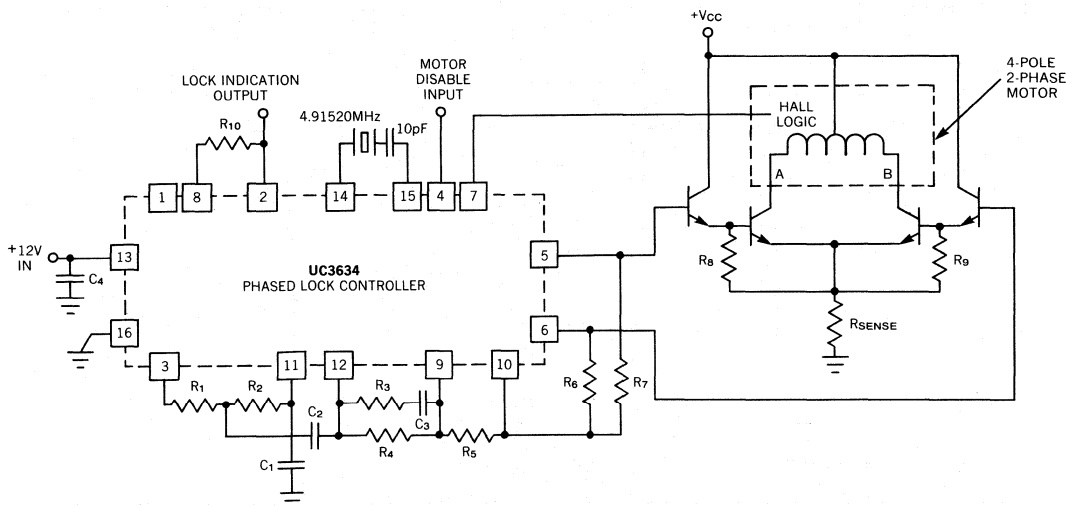 +VCC
4-POLE
2-PHASE
MOTOR
LOCK INDICATION
OUTPUT
MOTOR
DISABLE
INPUT
4.91520MHz
10pF
R10
HALL
LOGIC
A
B
1
8
2
14
15
4
7
+12V
IN
13
C4
UC3634
PHASED LOCK CONTROLLER
5
R8
R9
16
6
RSENSE
3
11
12
9
10
R1
R2
R3
R6
R7
C2
C3
R4
R5
C1